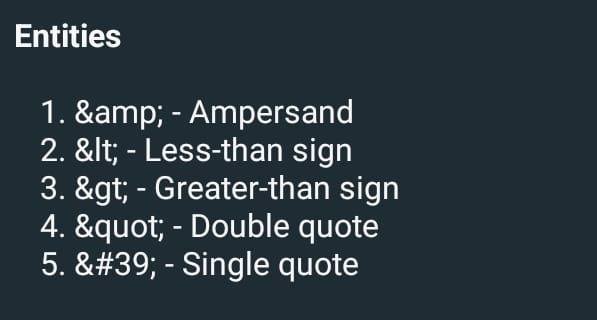 Entities
1. &amp; - Ampersand
2. &lt; - Less-than sign
3. &gt; - Greater-than sign
4. &quot; - Double quote
5. &#39; - Single quote